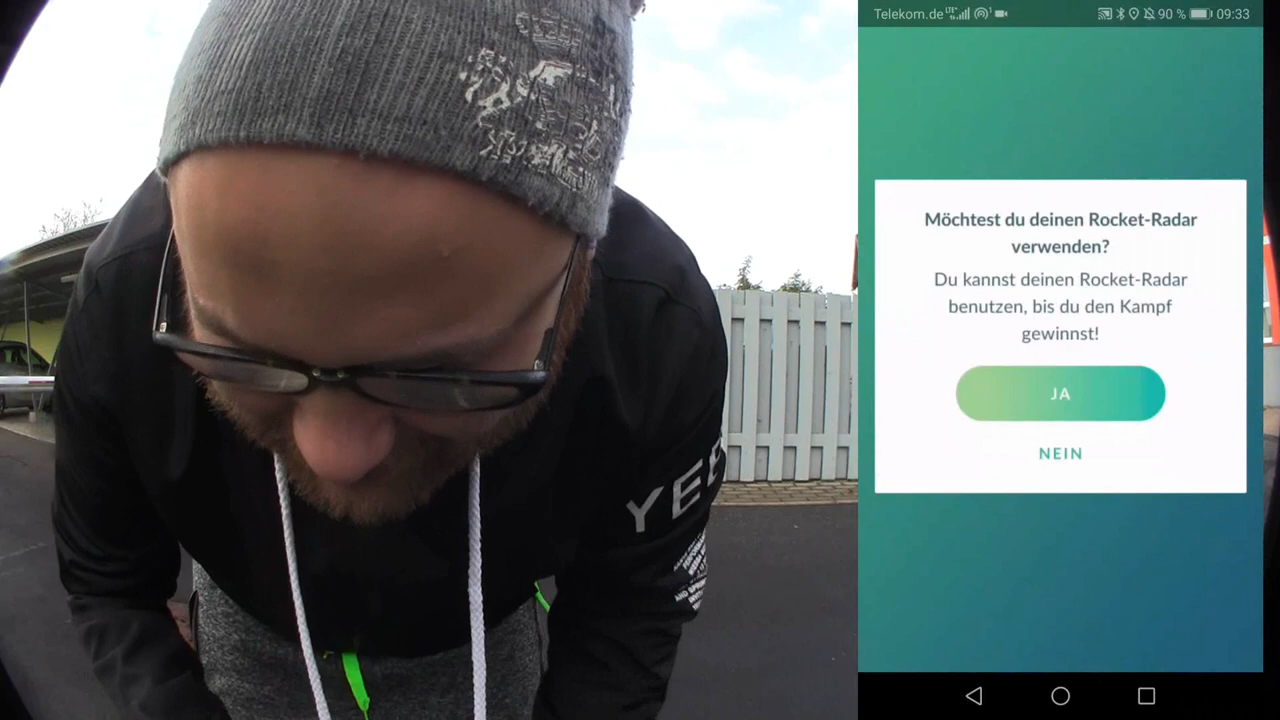 Telekom.de 90 % 09:33
Möchtest du deinen Rocket-Radar
verwenden?
Du kannst deinen Rocket-Radar
benutzen, bis du den Kampf
gewinnst!
JA
NEIN